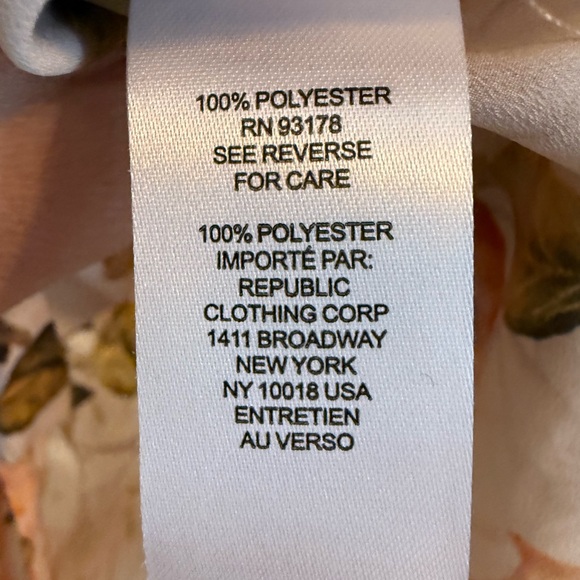 100% POLYESTER
RN 93178
SEE REVERSE
FOR CARE
100% POLYESTER
IMPORTÉ PAR:
REPUBLIC
CLOTHING CORP
1411 BROADWAY
NEW YORK
NY 10018 USA
ENTRETIEN
AU VERSO